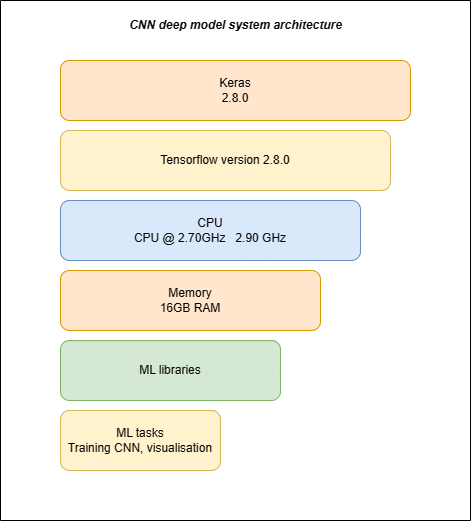 CNN deep model system architecture
Keras
2.8.0
Tensorflow version 2.8.0
CPU
CPU @ 2.70GHz   2.90 GHz
Memory
16GB RAM
ML libraries
ML tasks
Training CNN, visualisation